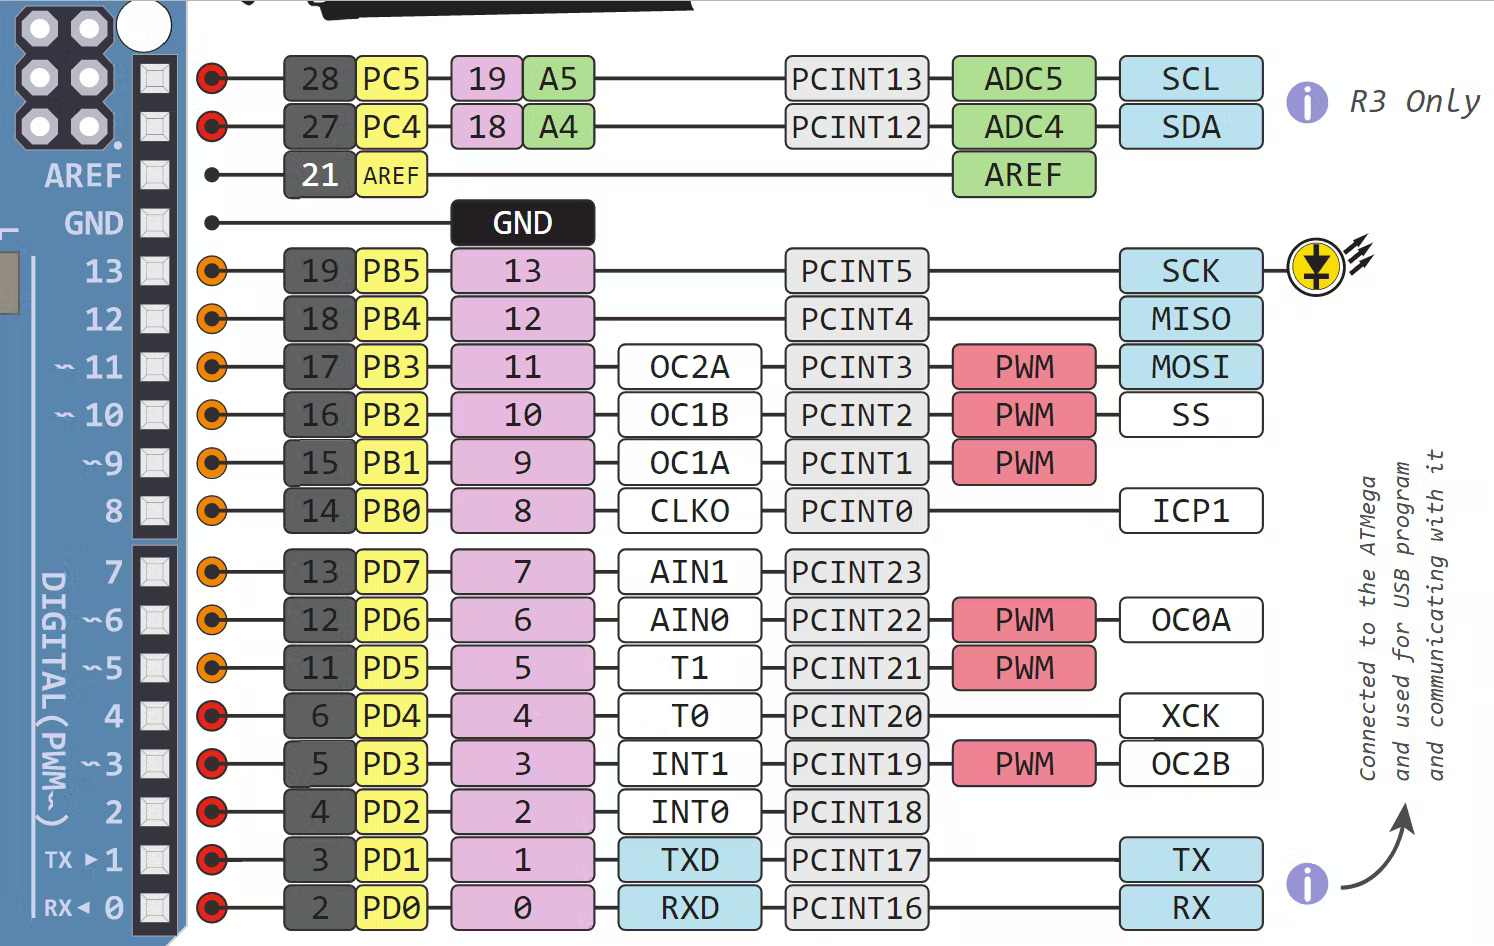 28 PC5 19 A5 PCINT13 ADC5 SCL
R3 Only
27 PC4 18 A4 PCINT12 ADC4 SDA
AREF 21 AREF AREF
GND GND
13 19 PB5 13 PCINT5 SCK
12 18 PB4 12 PCINT4 MISO
~ 11 17 PB3 11 OC2A PCINT3 PWM MOSI
~ 10 16 PB2 10 OC1B PCINT2 PWM SS
~9 15 PB1 9 OC1A PCINT1 PWM
8 14 PB0 8 CLKO PCINT0 ICP1
7 13 PD7 7 AIN1 PCINT23
~6 12 PD6 6 AIN0 PCINT22 PWM OC0A
~5 11 PD5 5 T1 PCINT21 PWM
4 6 PD4 4 T0 PCINT20 XCK
~3 5 PD3 3 INT1 PCINT19 PWM OC2B
2 4 PD2 2 INT0 PCINT18
TX ▸1 3 PD1 1 TXD PCINT17 TX
RX◂ 0 2 PD0 0 RXD PCINT16 RX
L
DIGITAL(PWM~)
i
i
Connected to the ATMega
and used for USB program
and communicating with it